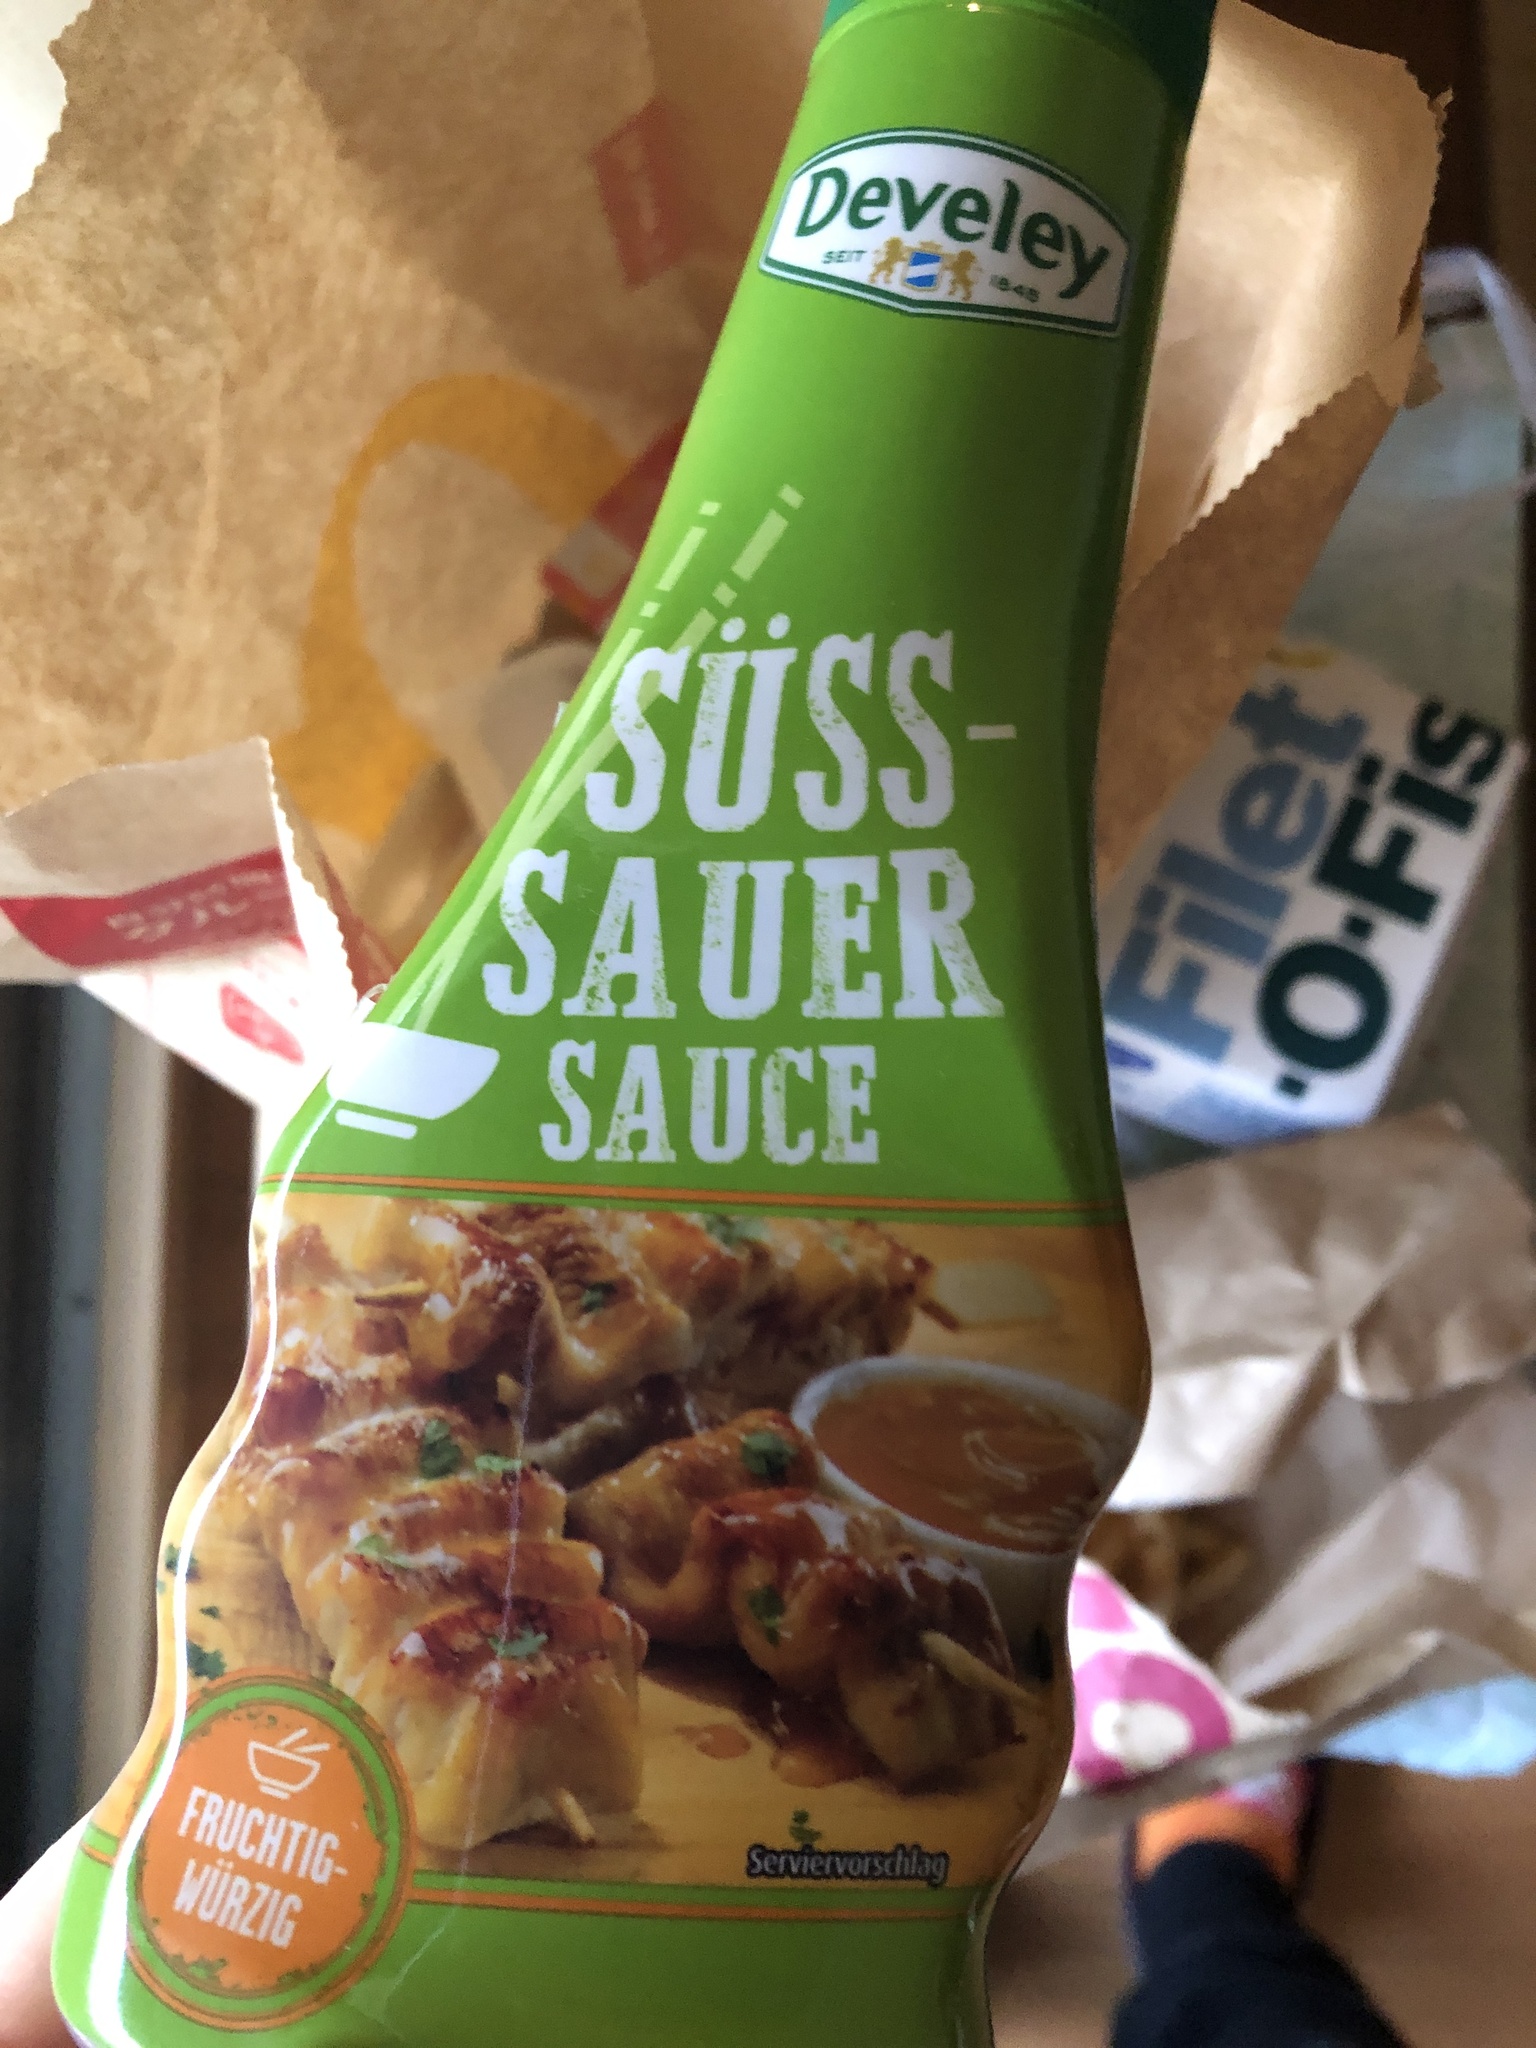 Develey
SEIT 1845
SÜSS-
SAUER
SAUCE
FRUCHTIG-
WÜRZIG
Serviervorschlag
Filet
-O-Fis